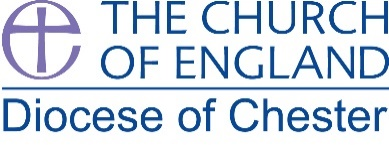 THE CHURCH
OF ENGLAND
Diocese of Chester